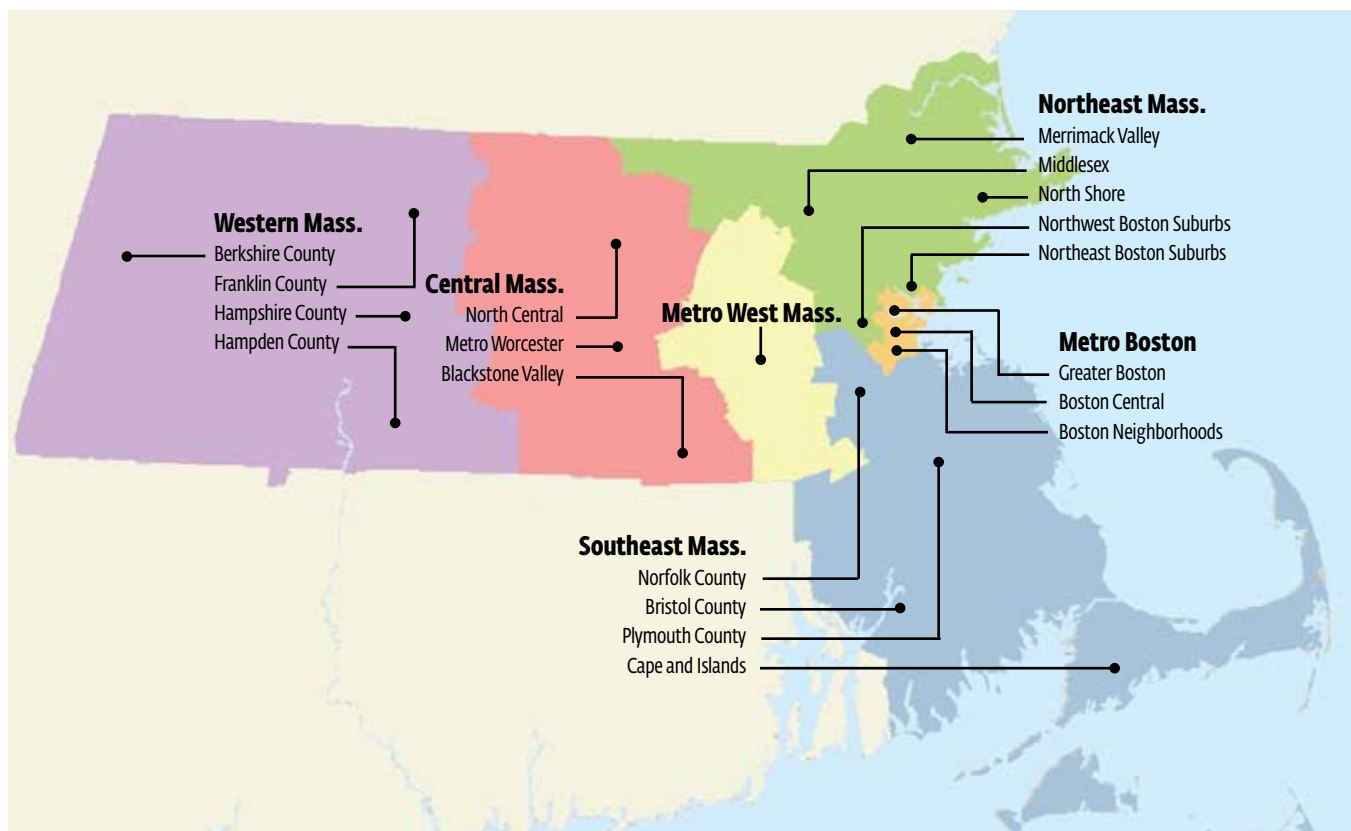 Western Mass.
Berkshire County
Franklin County
Hampshire County
Hampden County
Central Mass.
North Central
Metro Worcester
Blackstone Valley
Metro West Mass.
Northeast Mass.
Merrimack Valley
Middlesex
North Shore
Northwest Boston Suburbs
Northeast Boston Suburbs
Metro Boston
Greater Boston
Boston Central
Boston Neighborhoods
Southeast Mass.
Norfolk County
Bristol County
Plymouth County
Cape and Islands